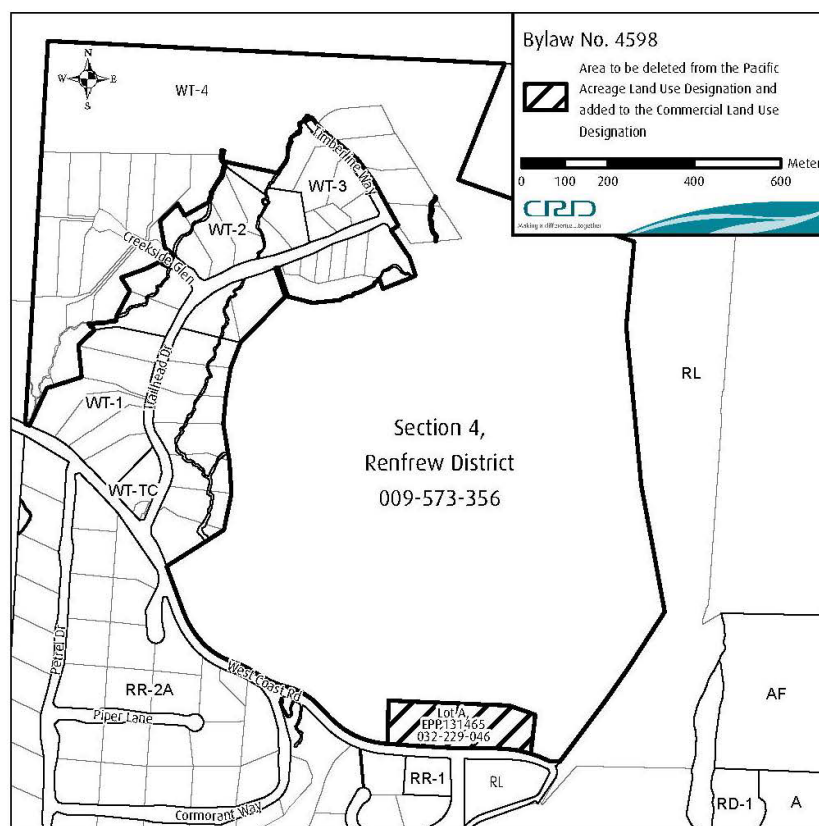 Bylaw No. 4598
Area to be deleted from the Pacific
Acreage Land Use Designation and
added to the Commercial Land Use
Designation
Meter
0 100 200 400 600
CRD
Making a difference...together
N
W E
S
WT-4
Timberline Way
WT-3
WT-2
Creekside Glen
Trailhead Dr
WT-1
WT-TC
RL
Section 4,
Renfrew District
009-573-356
Petrel Dr
RR-2A
Piper Lane
West Coast Rd
Lot A,
EPP131465
032-229-046
AF
RR-1
RL
Cormorant Way
RD-1
A